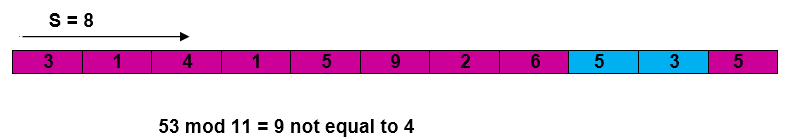 S = 8
3 1 4 1 5 9 2 6 5 3 5
53 mod 11 = 9 not equal to 4